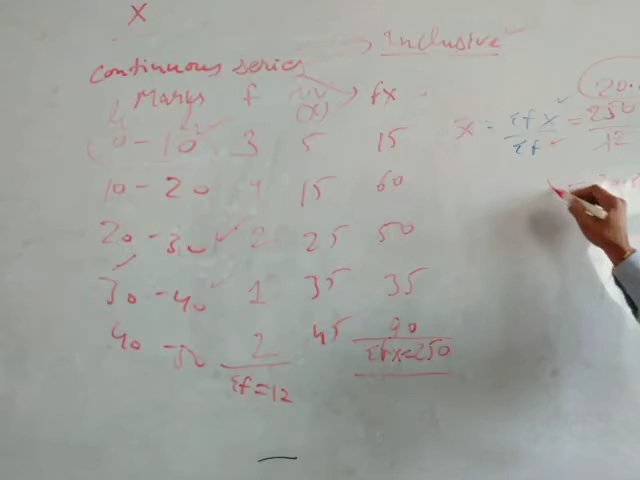 X
Inclusive
continuous series
Marks f (X) fx
0 - 10 3 5 15
10 - 20 4 15 60
20 - 30 2 25 50
30 - 40 1 35 35
40 - 50 2 45 90
Σf = 12 Σfx = 250
x̄ = Σfx / Σf = 250 / 12
20.